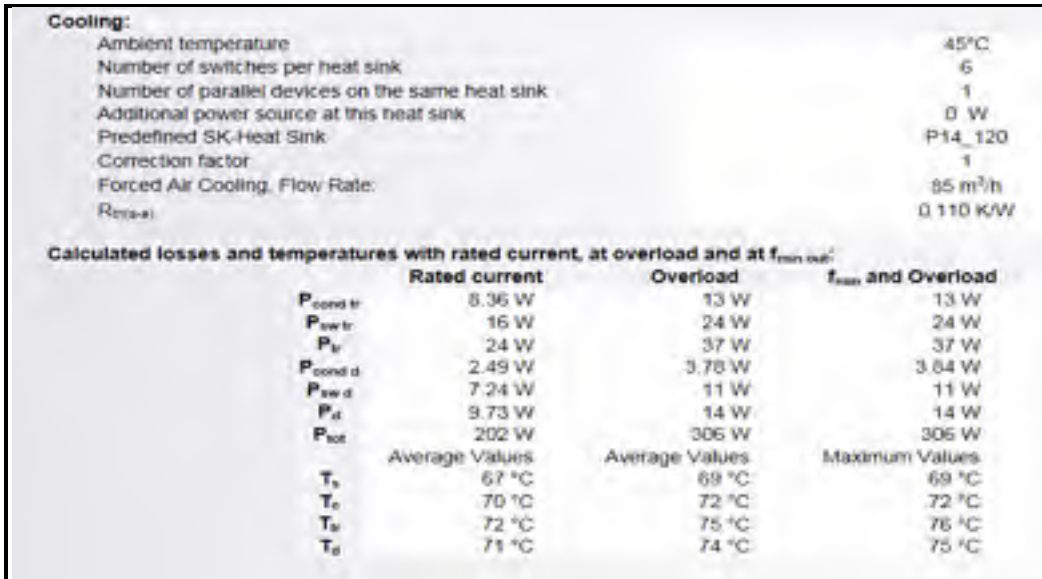 Cooling:
Ambient temperature 45°C
Number of switches per heat sink 6
Number of parallel devices on the same heat sink 1
Additional power source at this heat sink 0 W
Predefined SK-Heat Sink P14_120
Correction factor 1
Forced Air Cooling, Flow Rate: 85 m³/h
Rth(s-a) 0.110 K/W
Calculated losses and temperatures with rated current, at overload and at fmin out:
Rated current Overload fmin and Overload
Pcond tr 8.36 W 13 W 13 W
Psw tr 16 W 24 W 24 W
Ptr 24 W 37 W 37 W
Pcond d 2.49 W 3.78 W 3.84 W
Psw d 7.24 W 11 W 11 W
Pd 9.73 W 14 W 14 W
Ptot 202 W 306 W 306 W
Average Values Average Values Maximum Values
Ts 67 °C 69 °C 69 °C
Tc 70 °C 72 °C 72 °C
Ttr 72 °C 75 °C 76 °C
Td 71 °C 74 °C 75 °C